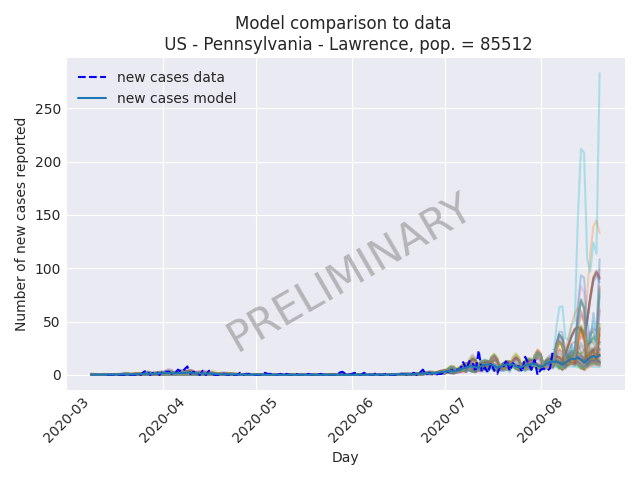 Model comparison to data
US - Pennsylvania - Lawrence, pop. = 85512
new cases data
new cases model
Number of new cases reported
250
200
150
100
50
0
PRELIMINARY
2020-03
2020-04
2020-05
2020-06
2020-07
2020-08
Day